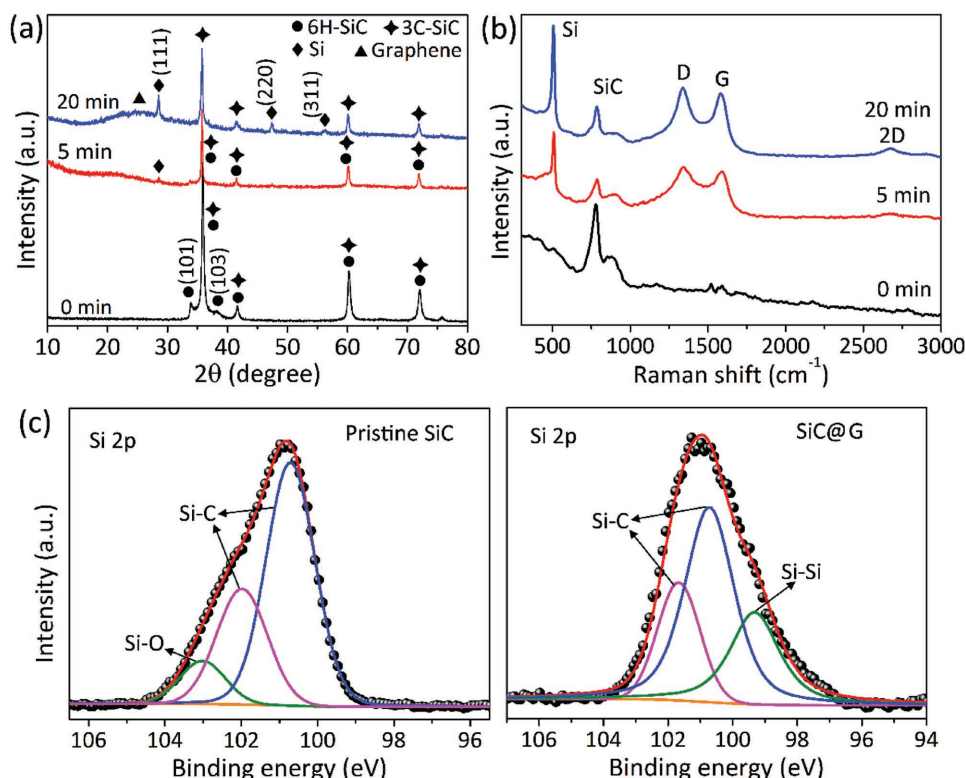 (a)
● 6H-SiC ✦ 3C-SiC
◆ Si ▲ Graphene
(111)
(220)
(311)
20 min
5 min
(101)
(103)
0 min
Intensity (a.u.)
10 20 30 40 50 60 70 80
2θ (degree)
(b)
Si
SiC
D
G
20 min
2D
5 min
0 min
Intensity (a.u.)
500 1000 1500 2000 2500 3000
Raman shift (cm⁻¹)
(c)
Si 2p
Pristine SiC
Si-C
Si-O
Intensity (a.u.)
106 104 102 100 98 96
Binding energy (eV)
Si 2p
SiC@G
Si-C
Si-Si
106 104 102 100 98 96 94
Binding energy (eV)